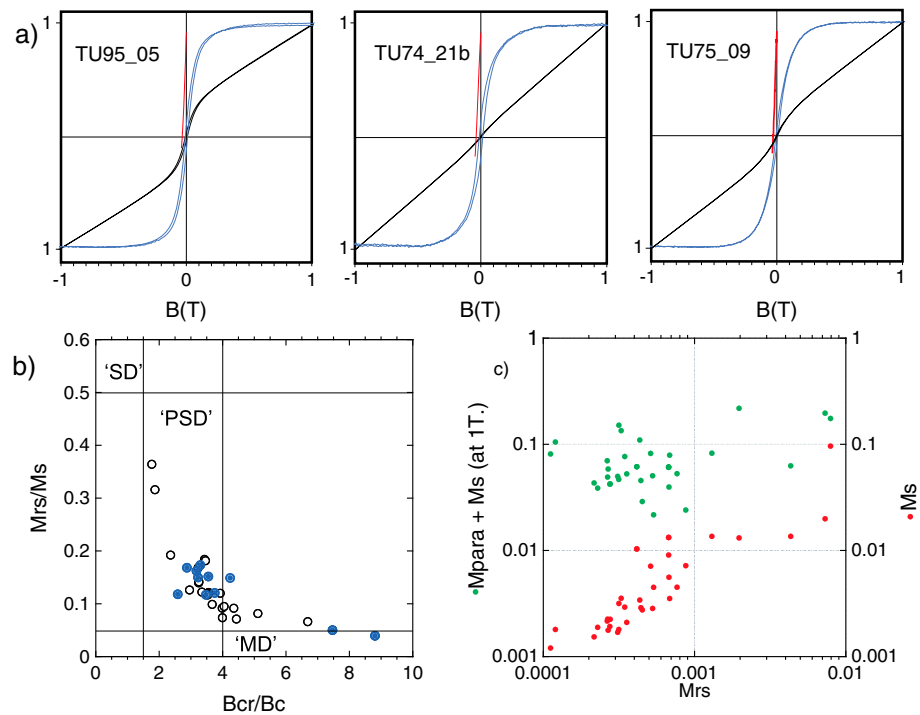 a)
TU95_05
TU74_21b
TU75_09
1
1
1
1
1
1
-1 0 1
-1 0 1
-1 0 1
B(T)
B(T)
B(T)
b)
0.6
0.5
0.4
0.3
0.2
0.1
0
Mrs/Ms
'SD'
'PSD'
'MD'
0 2 4 6 8 10
Bcr/Bc
c)
1
0.1
0.01
0.001
Mpara + Ms (at 1T.)
1
0.1
0.01
0.001
Ms
0.0001 0.001 0.01
Mrs